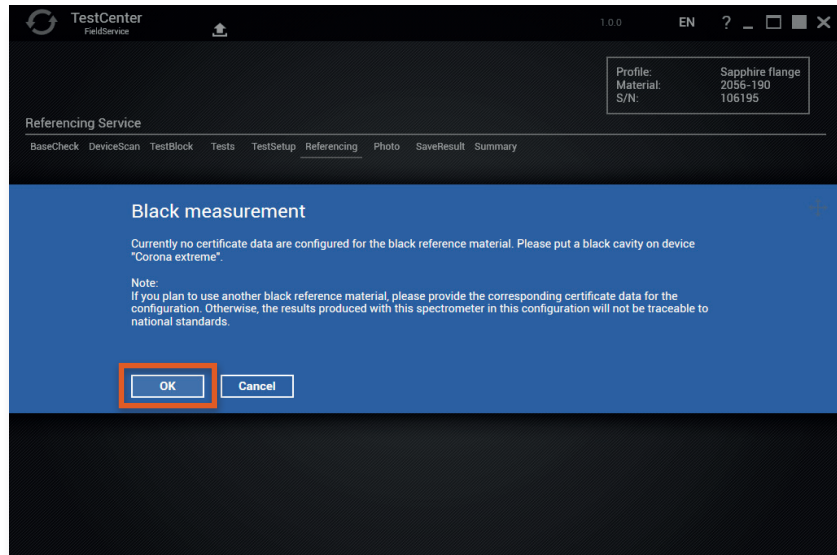 TestCenter
FieldService
1.0.0 EN ?
Profile: Sapphire flange
Material: 2056-190
S/N: 106195
Referencing Service
BaseCheck DeviceScan TestBlock Tests TestSetup Referencing Photo SaveResult Summary
Black measurement
Currently no certificate data are configured for the black reference material. Please put a black cavity on device
"Corona extreme".
Note:
If you plan to use another black reference material, please provide the corresponding certificate data for the
configuration. Otherwise, the results produced with this spectrometer in this configuration will not be traceable to
national standards.
OK Cancel